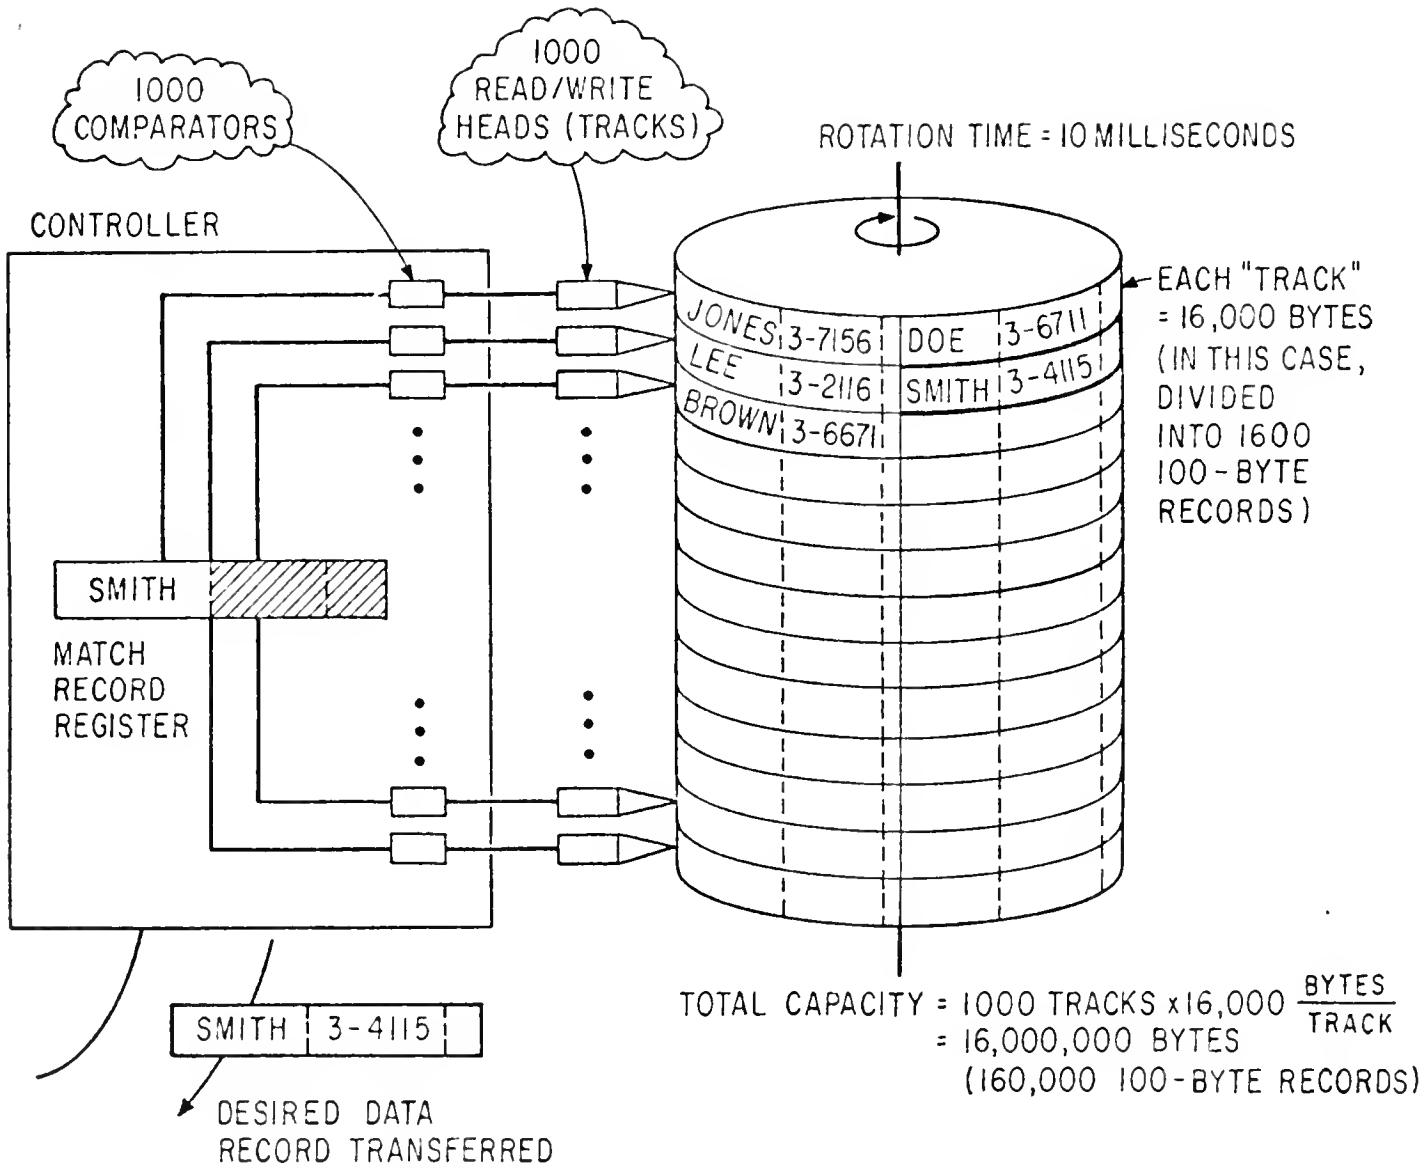 1000
COMPARATORS
1000
READ/WRITE
HEADS (TRACKS)
ROTATION TIME = 10 MILLISECONDS
CONTROLLER
EACH "TRACK"
= 16,000 BYTES
(IN THIS CASE,
DIVIDED
INTO 1600
100-BYTE
RECORDS)
JONES 3-7156 DOE 3-6711
LEE 3-2116 SMITH 3-4115
BROWN 3-6671
SMITH
MATCH
RECORD
REGISTER
SMITH 3-4115
DESIRED DATA
RECORD TRANSFERRED
TOTAL CAPACITY = 1000 TRACKS x 16,000 BYTES
TRACK
= 16,000,000 BYTES
(160,000 100-BYTE RECORDS)